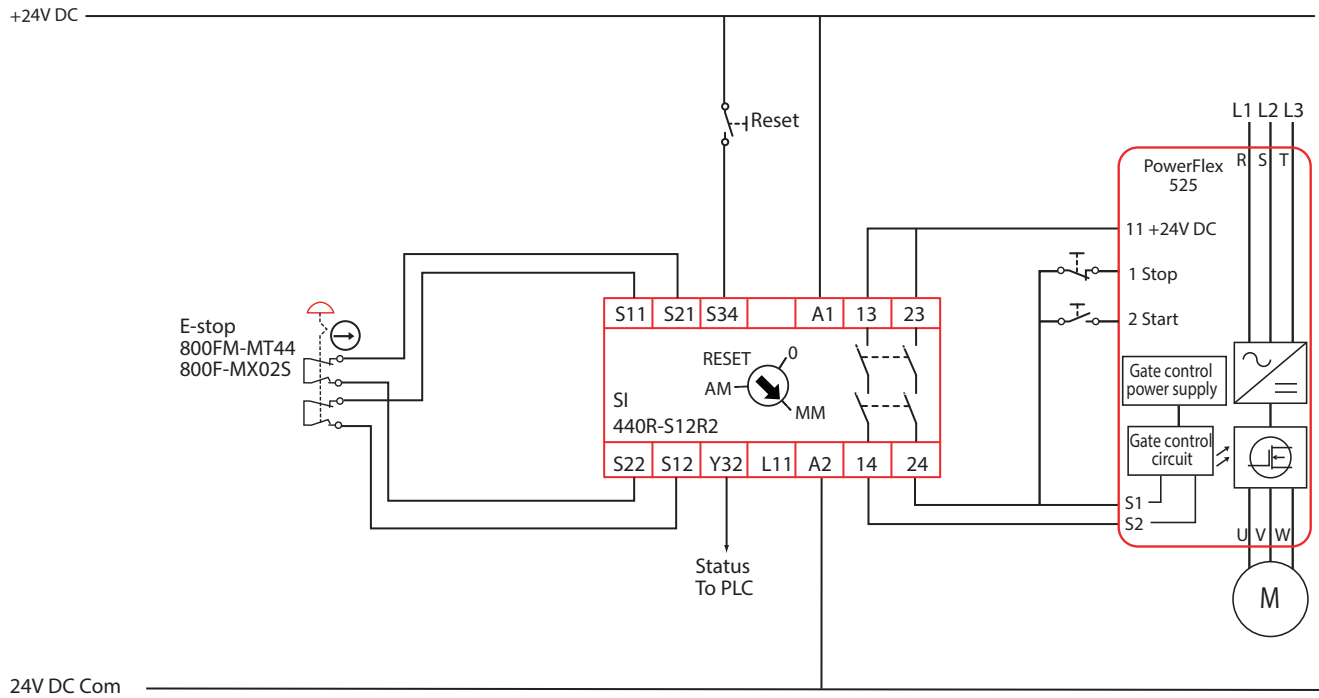 +24V DC
Reset
L1 L2 L3
R S T
PowerFlex
525
11 +24V DC
1 Stop
2 Start
E-stop
800FM-MT44
800F-MX02S
S11 S21 S34 A1 13 23
RESET
0
AM
MM
SI
440R-S12R2
S22 S12 Y32 L11 A2 14 24
Gate control
power supply
Gate control
circuit
S1
S2
U V W
M
Status
To PLC
24V DC Com